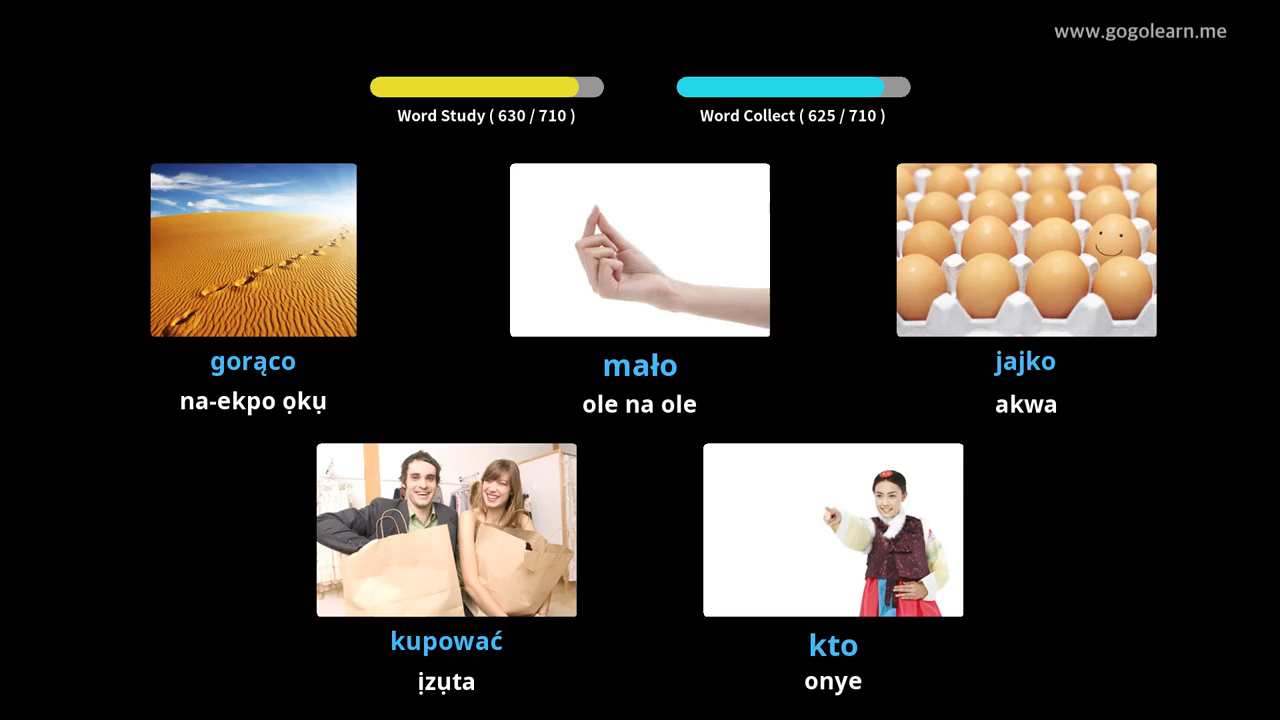 www.gogolearn.me
Word Study ( 630 / 710 )
Word Collect ( 625 / 710 )
gorąco
na-ekpo ọkụ
mało
ole na ole
jajko
akwa
kupować
ịzụta
kto
onye